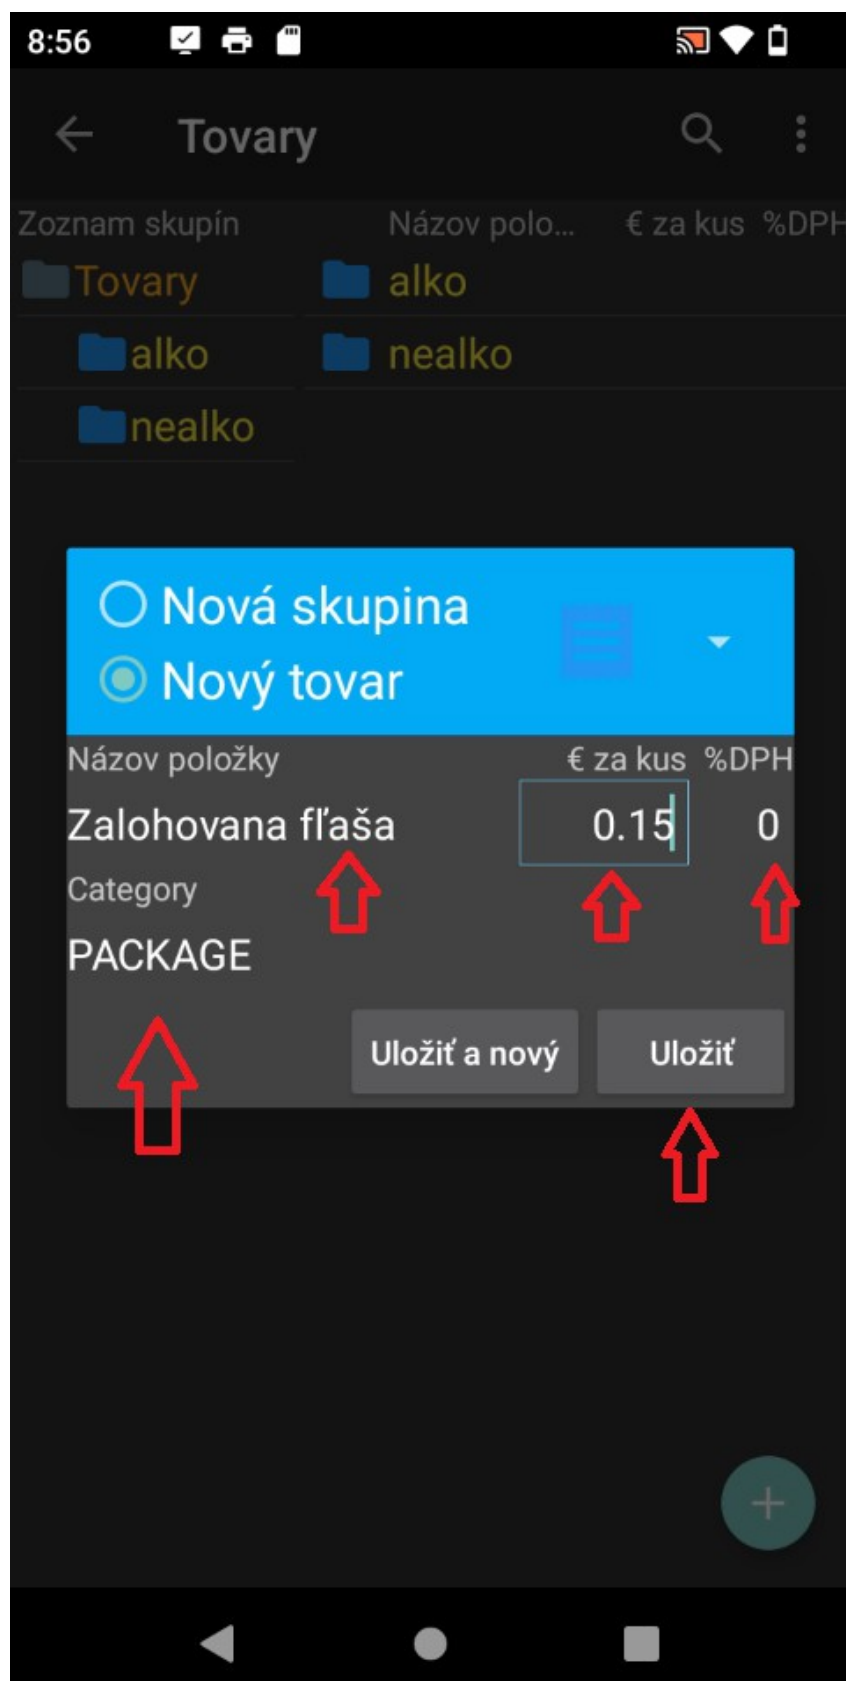 8:56
Tovary
Zoznam skupín Názov polo... € za kus %DPH
Tovary alko
alko nealko
nealko
Nová skupina
Nový tovar
Názov položky € za kus %DPH
Zalohovana fľaša 0.15 0
Category
PACKAGE
Uložiť a nový Uložiť